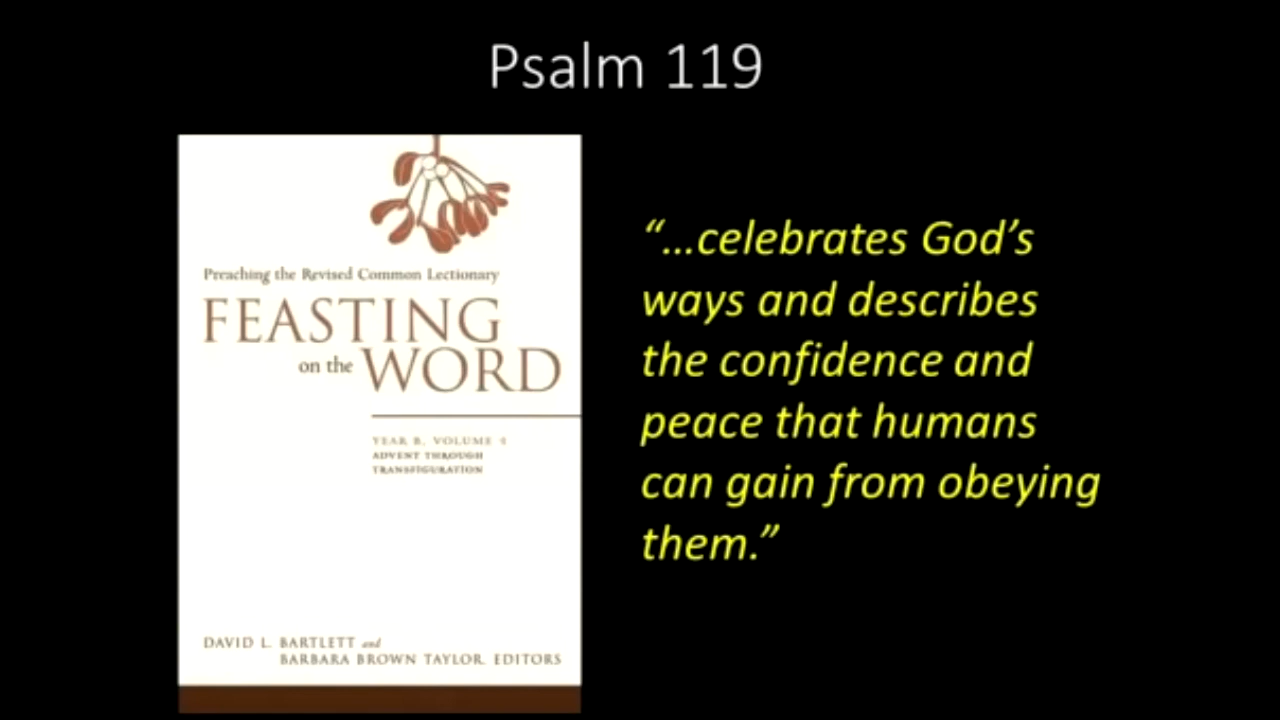 Psalm 119
Preaching the Revised Common Lectionary
FEASTING
on the WORD
YEAR B, VOLUME
ADVENT THROUGH
TRANSFIGURATION
DAVID L. BARTLETT and
BARBARA BROWN TAYLOR, EDITORS
“...celebrates God’s
ways and describes
the confidence and
peace that humans
can gain from obeying
them.”